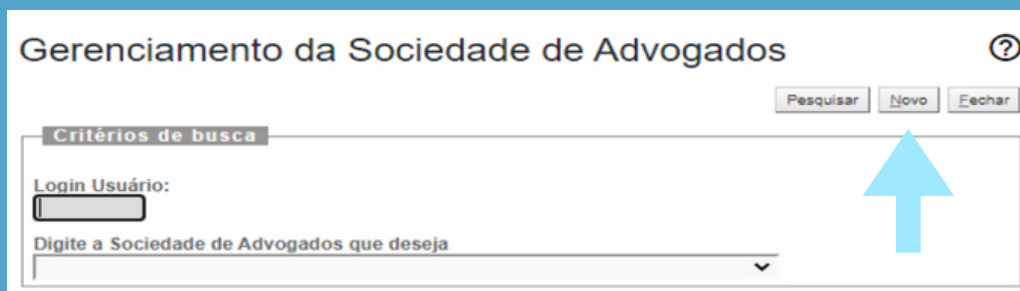 Gerenciamento da Sociedade de Advogados ?
Pesquisar Novo Fechar
Critérios de busca
Login Usuário:
Digite a Sociedade de Advogados que deseja